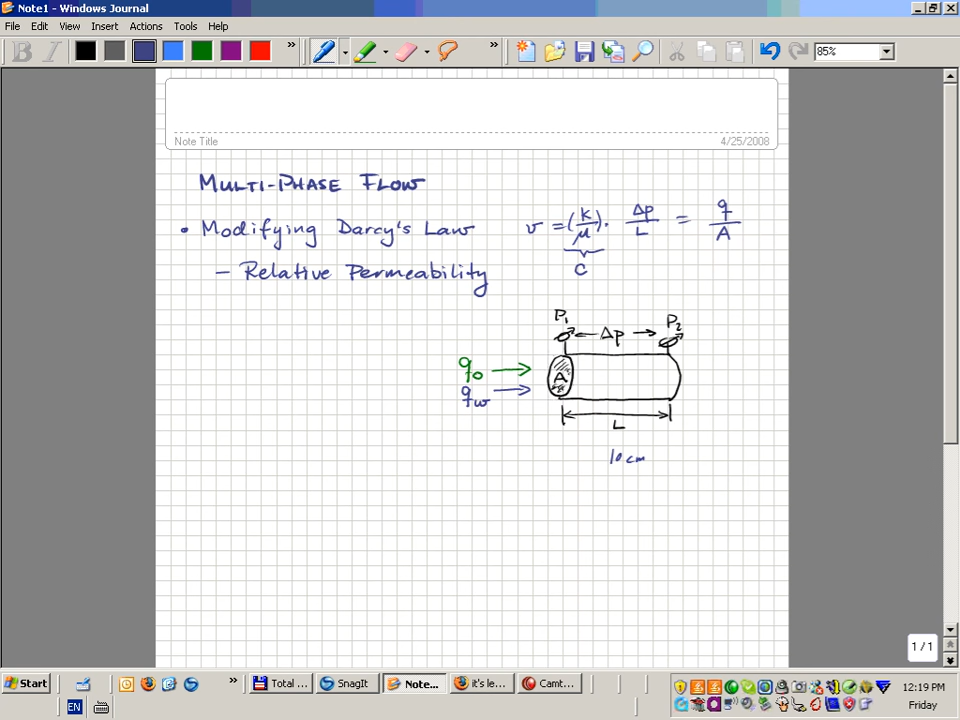 Note1 - Windows Journal
File Edit View Insert Actions Tools Help
B I » » 85%
Note Title 4/25/2008
MULTI-PHASE FLOW
• Modifying Darcy's Law v = (k/μ) · Δp/L = q/A
C
– Relative Permeability
P1 P2
Δp
qo
A
qw
L
10 cm
1 / 1
Start » Total ... SnagIt Note... it's le... Camt... 12:19 PM
EN Friday